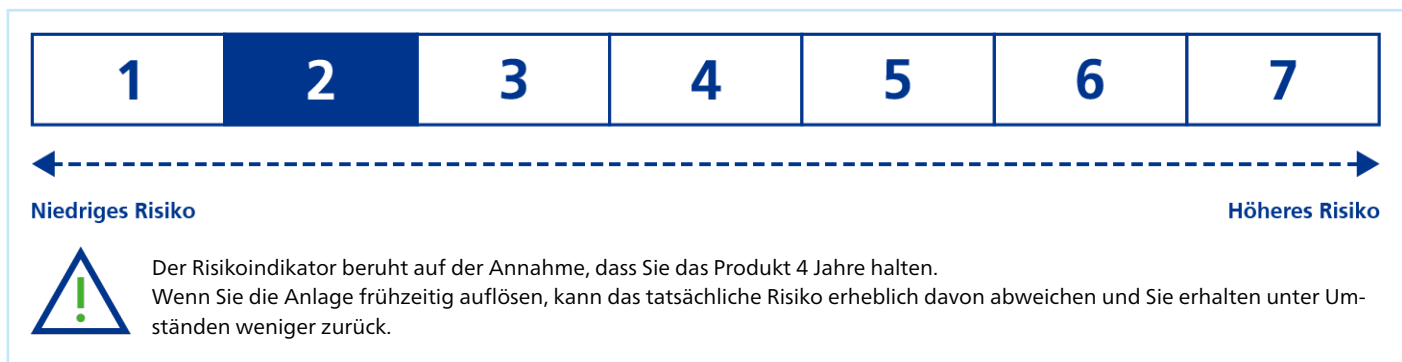 1 2 3 4 5 6 7
Niedriges Risiko Höheres Risiko
Der Risikoindikator beruht auf der Annahme, dass Sie das Produkt 4 Jahre halten.
Wenn Sie die Anlage frühzeitig auflösen, kann das tatsächliche Risiko erheblich davon abweichen und Sie erhalten unter Um-
ständen weniger zurück.